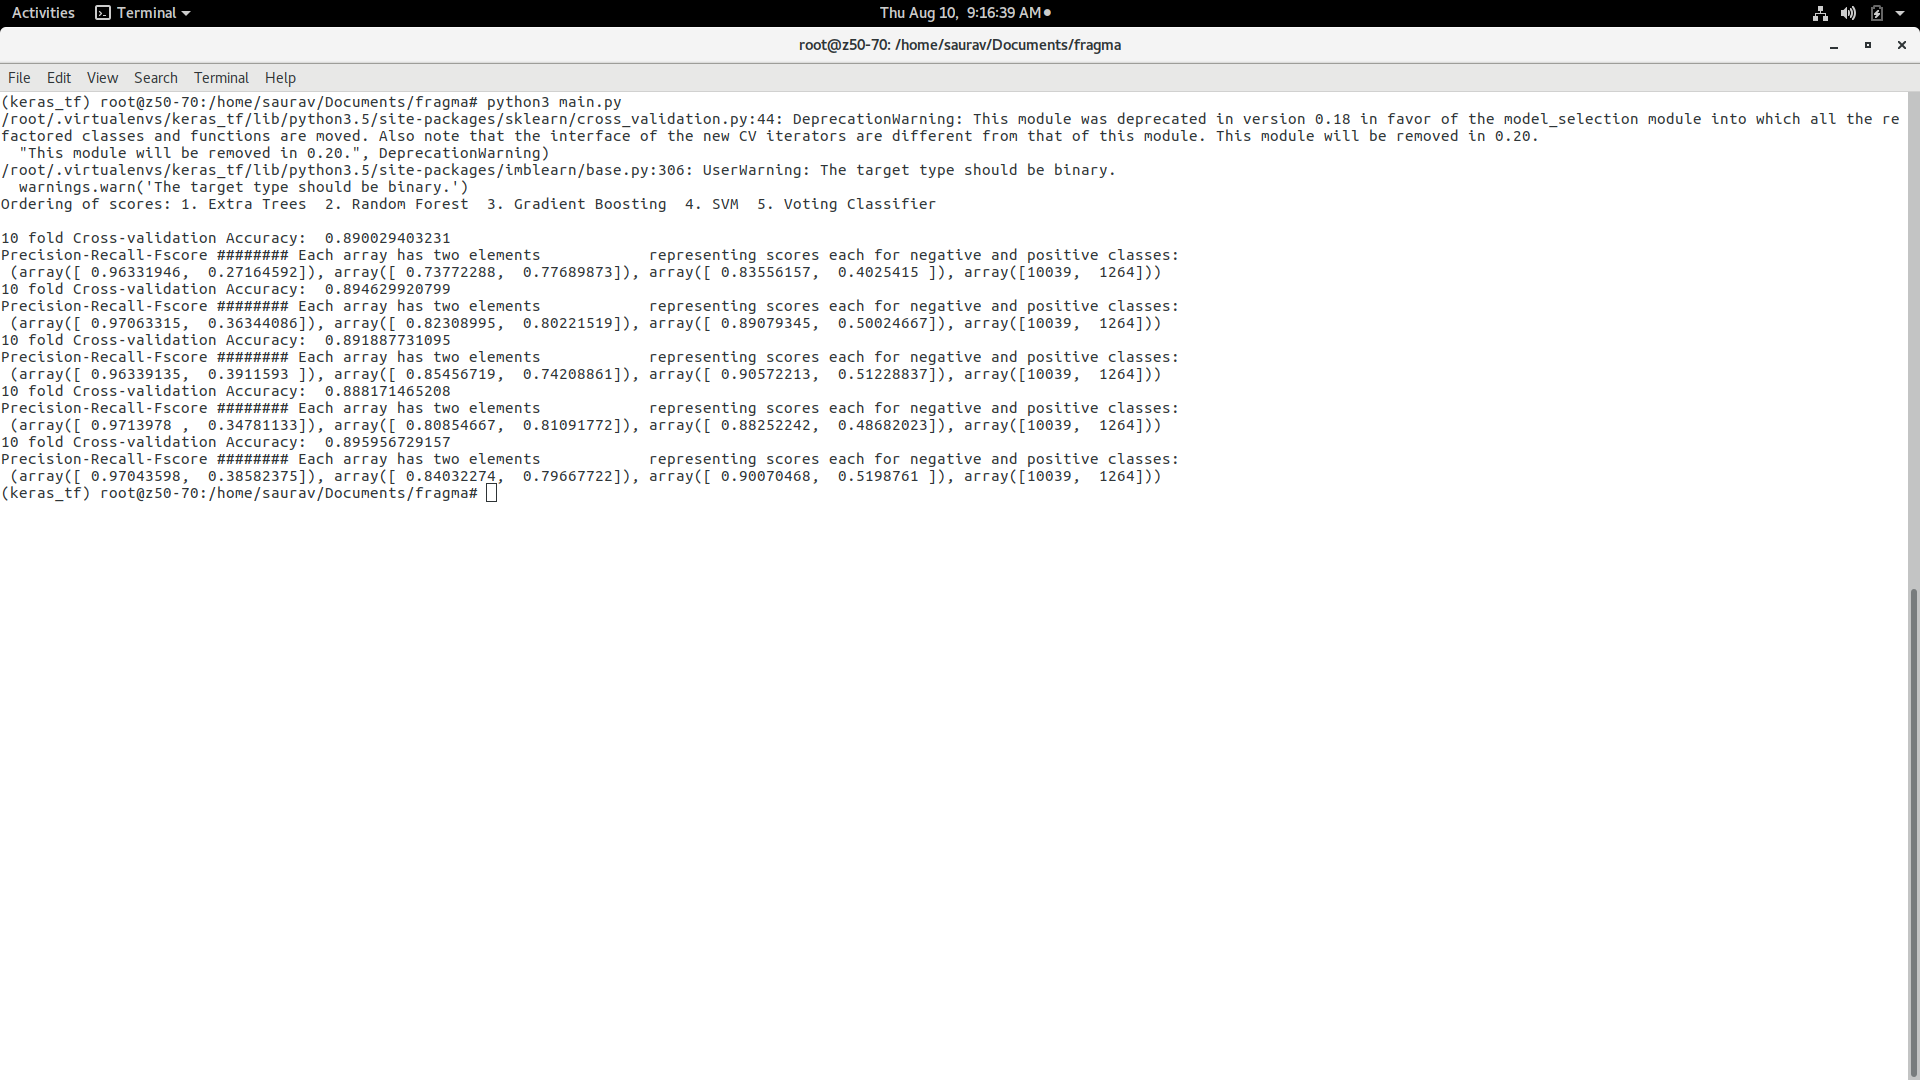 Activities Terminal Thu Aug 10, 9:16:39 AM
root@z50-70: /home/saurav/Documents/fragma
File Edit View Search Terminal Help
(keras_tf) root@z50-70:/home/saurav/Documents/fragma# python3 main.py
/root/.virtualenvs/keras_tf/lib/python3.5/site-packages/sklearn/cross_validation.py:44: DeprecationWarning: This module was deprecated in version 0.18 in favor of the model_selection module into which all the re
factored classes and functions are moved. Also note that the interface of the new CV iterators are different from that of this module. This module will be removed in 0.20.
  "This module will be removed in 0.20.", DeprecationWarning)
/root/.virtualenvs/keras_tf/lib/python3.5/site-packages/imblearn/base.py:306: UserWarning: The target type should be binary.
  warnings.warn('The target type should be binary.')
Ordering of scores: 1. Extra Trees  2. Random Forest  3. Gradient Boosting  4. SVM  5. Voting Classifier
10 fold Cross-validation Accuracy:  0.890029403231
Precision-Recall-Fscore ######## Each array has two elements            representing scores each for negative and positive classes:
 (array([ 0.96331946,  0.27164592]), array([ 0.73772288,  0.77689873]), array([ 0.83556157,  0.4025415 ]), array([10039,  1264]))
10 fold Cross-validation Accuracy:  0.894629920799
Precision-Recall-Fscore ######## Each array has two elements            representing scores each for negative and positive classes:
 (array([ 0.97063315,  0.36344086]), array([ 0.82308995,  0.80221519]), array([ 0.89079345,  0.50024667]), array([10039,  1264]))
10 fold Cross-validation Accuracy:  0.891887731095
Precision-Recall-Fscore ######## Each array has two elements            representing scores each for negative and positive classes:
 (array([ 0.96339135,  0.3911593 ]), array([ 0.85456719,  0.74208861]), array([ 0.90572213,  0.51228837]), array([10039,  1264]))
10 fold Cross-validation Accuracy:  0.888171465208
Precision-Recall-Fscore ######## Each array has two elements            representing scores each for negative and positive classes:
 (array([ 0.9713978 ,  0.34781133]), array([ 0.80854667,  0.81091772]), array([ 0.88252242,  0.48682023]), array([10039,  1264]))
10 fold Cross-validation Accuracy:  0.895956729157
Precision-Recall-Fscore ######## Each array has two elements            representing scores each for negative and positive classes:
 (array([ 0.97043598,  0.38582375]), array([ 0.84032274,  0.79667722]), array([ 0.90070468,  0.5198761 ]), array([10039,  1264]))
(keras_tf) root@z50-70:/home/saurav/Documents/fragma#